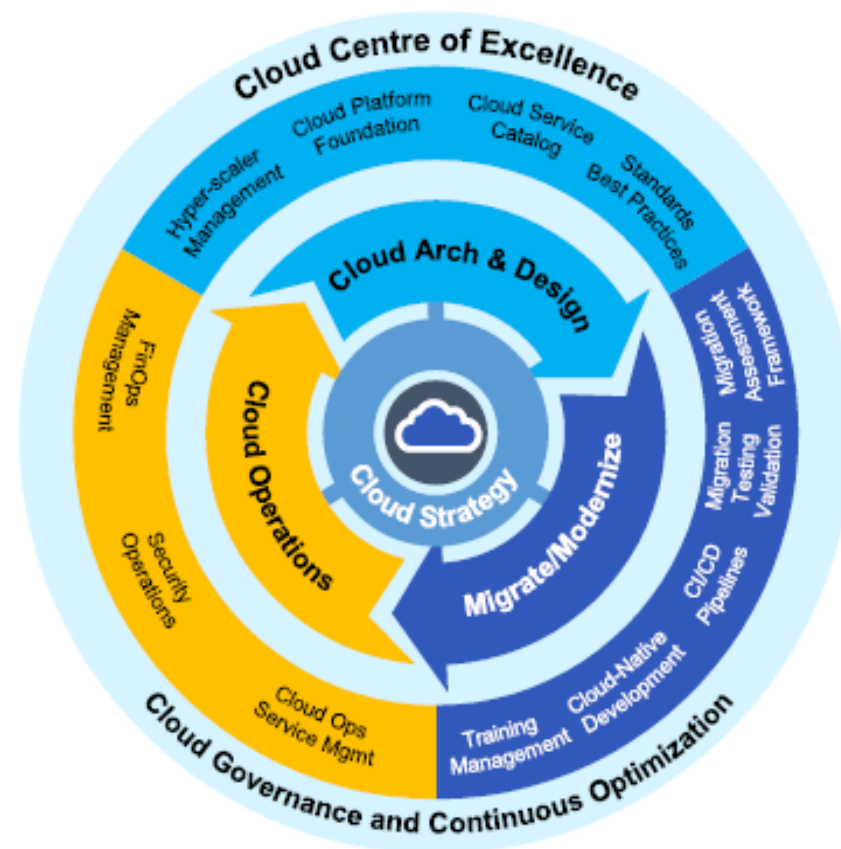 Cloud Centre of Excellence
Hyper-scaler
Management
Cloud Platform
Foundation
Cloud Service
Catalog
Standards
Best Practices
Migration
Assessment
Framework
Migration
Testing
Validation
CI/CD
Pipelines
Cloud-Native
Development
Training
Management
Cloud Ops
Service Mgmt
Security
Operations
FinOps
Management
Cloud Arch & Design
Migrate/Modernize
Cloud Operations
Cloud Strategy
Cloud Governance and Continuous Optimization